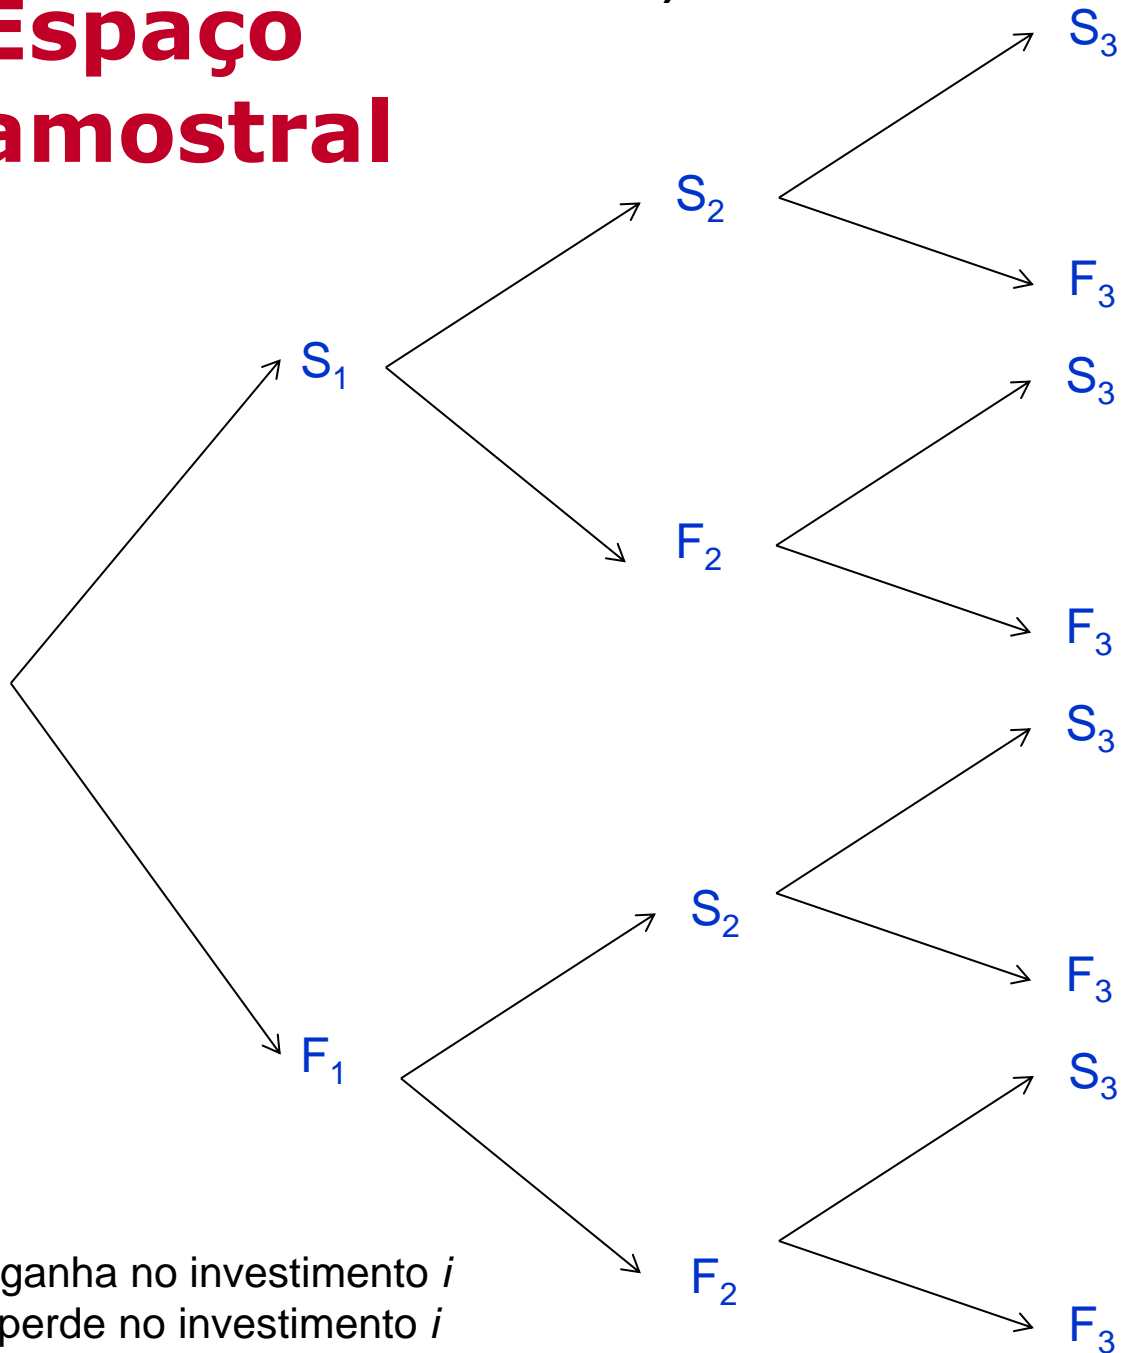 Espaço
amostral
S₃
S₂
F₃
S₁
S₃
F₂
F₃
S₃
S₂
F₃
F₁
S₃
F₂
F₃
ganha no investimento i
perde no investimento i